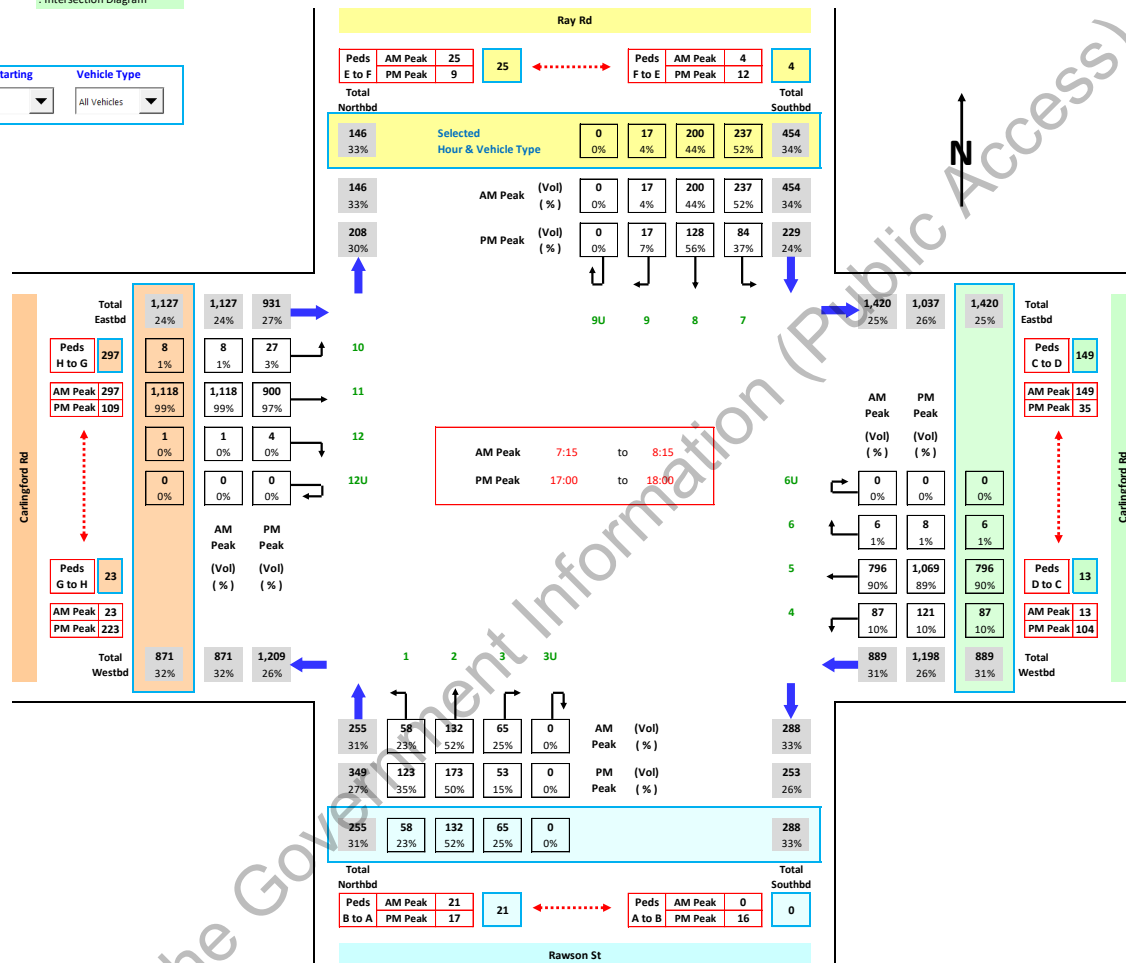 : Intersection Diagram
Ray Rd
Peds AM Peak 25
E to F PM Peak 9
25
Peds AM Peak 4
F to E PM Peak 12
4
tarting Vehicle Type
All Vehicles
Total
Northbd
Total
Southbd
146 Selected 0 17 200 237 454
33% Hour & Vehicle Type 0% 4% 44% 52% 34%
146 AM Peak (Vol) 0 17 200 237 454
33% ( % ) 0% 4% 44% 52% 34%
208 PM Peak (Vol) 0 17 128 84 229
30% ( % ) 0% 7% 56% 37% 24%
N
9U 9 8 7
Carlingford Rd
Total 1,127 1,127 931
Eastbd 24% 24% 27%
Peds 297 8 8 27 10
H to G 1% 1% 3%
AM Peak 297 1,118 1,118 900 11
PM Peak 109 99% 99% 97%
1 1 4 12
0% 0% 0%
0 0 0 12U
0% 0% 0%
AM PM
Peak Peak
Peds 23 (Vol) (Vol)
G to H ( % ) ( % )
AM Peak 23
PM Peak 223
Total 871 871 1,209
Westbd 32% 32% 26%
AM Peak 7:15 to 8:15
PM Peak 17:00 to 18:00
1,420 1,037 1,420 Total
25% 26% 25% Eastbd
Peds 149
C to D
AM Peak 149
PM Peak 35
AM PM
Peak Peak
(Vol) (Vol)
( % ) ( % )
6U 0 0 0
0% 0% 0%
6 6 8 6
1% 1% 1%
5 796 1,069 796 Peds 13
90% 89% 90% D to C
4 87 121 87 AM Peak 13
10% 10% 10% PM Peak 104
889 1,198 889 Total
31% 26% 31% Westbd
Carlingford Rd
1 2 3 3U
255 58 132 65 0 AM (Vol) 288
31% 23% 52% 25% 0% Peak ( % ) 33%
349 123 173 53 0 PM (Vol) 253
27% 35% 50% 15% 0% Peak ( % ) 26%
255 58 132 65 0 288
31% 23% 52% 25% 0% 33%
Total
Northbd
Total
Southbd
Peds AM Peak 21
B to A PM Peak 17
21
Peds AM Peak 0
A to B PM Peak 16
0
Rawson St
he Government Information (Public Access)